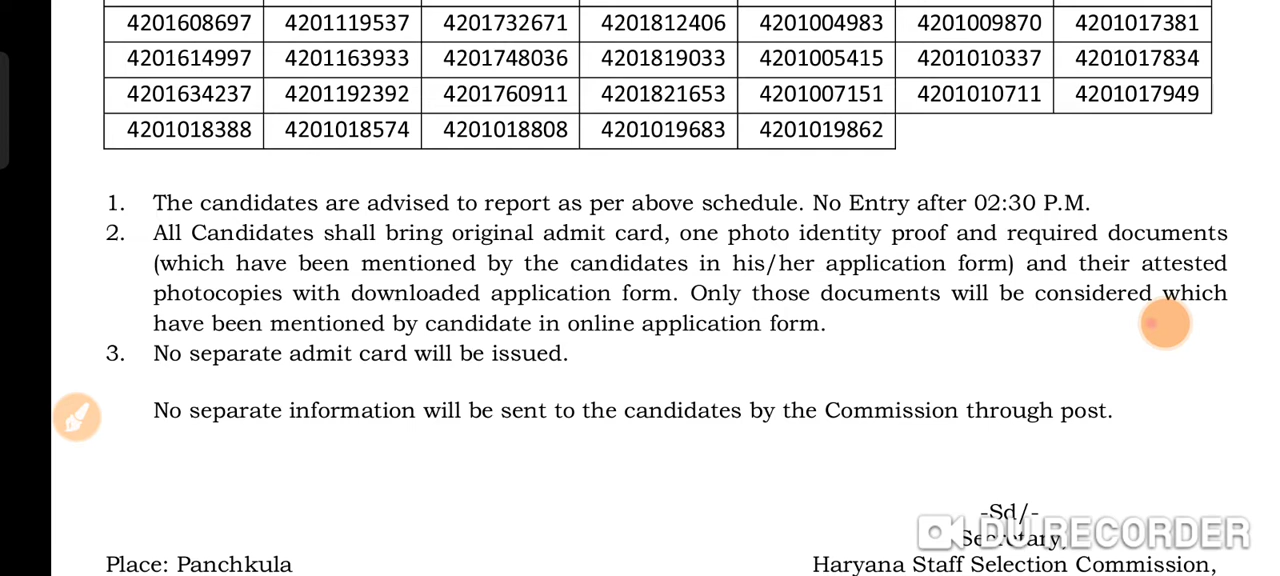 4201608697 4201119537 4201732671 4201812406 4201004983 4201009870 4201017381
4201614997 4201163933 4201748036 4201819033 4201005415 4201010337 4201017834
4201634237 4201192392 4201760911 4201821653 4201007151 4201010711 4201017949
4201018388 4201018574 4201018808 4201019683 4201019862
1. The candidates are advised to report as per above schedule. No Entry after 02:30 P.M.
2. All Candidates shall bring original admit card, one photo identity proof and required documents
(which have been mentioned by the candidates in his/her application form) and their attested
photocopies with downloaded application form. Only those documents will be considered which
have been mentioned by candidate in online application form.
3. No separate admit card will be issued.
No separate information will be sent to the candidates by the Commission through post.
-Sd/-
Secretary,
DU RECORDER
Place: Panchkula Haryana Staff Selection Commission,